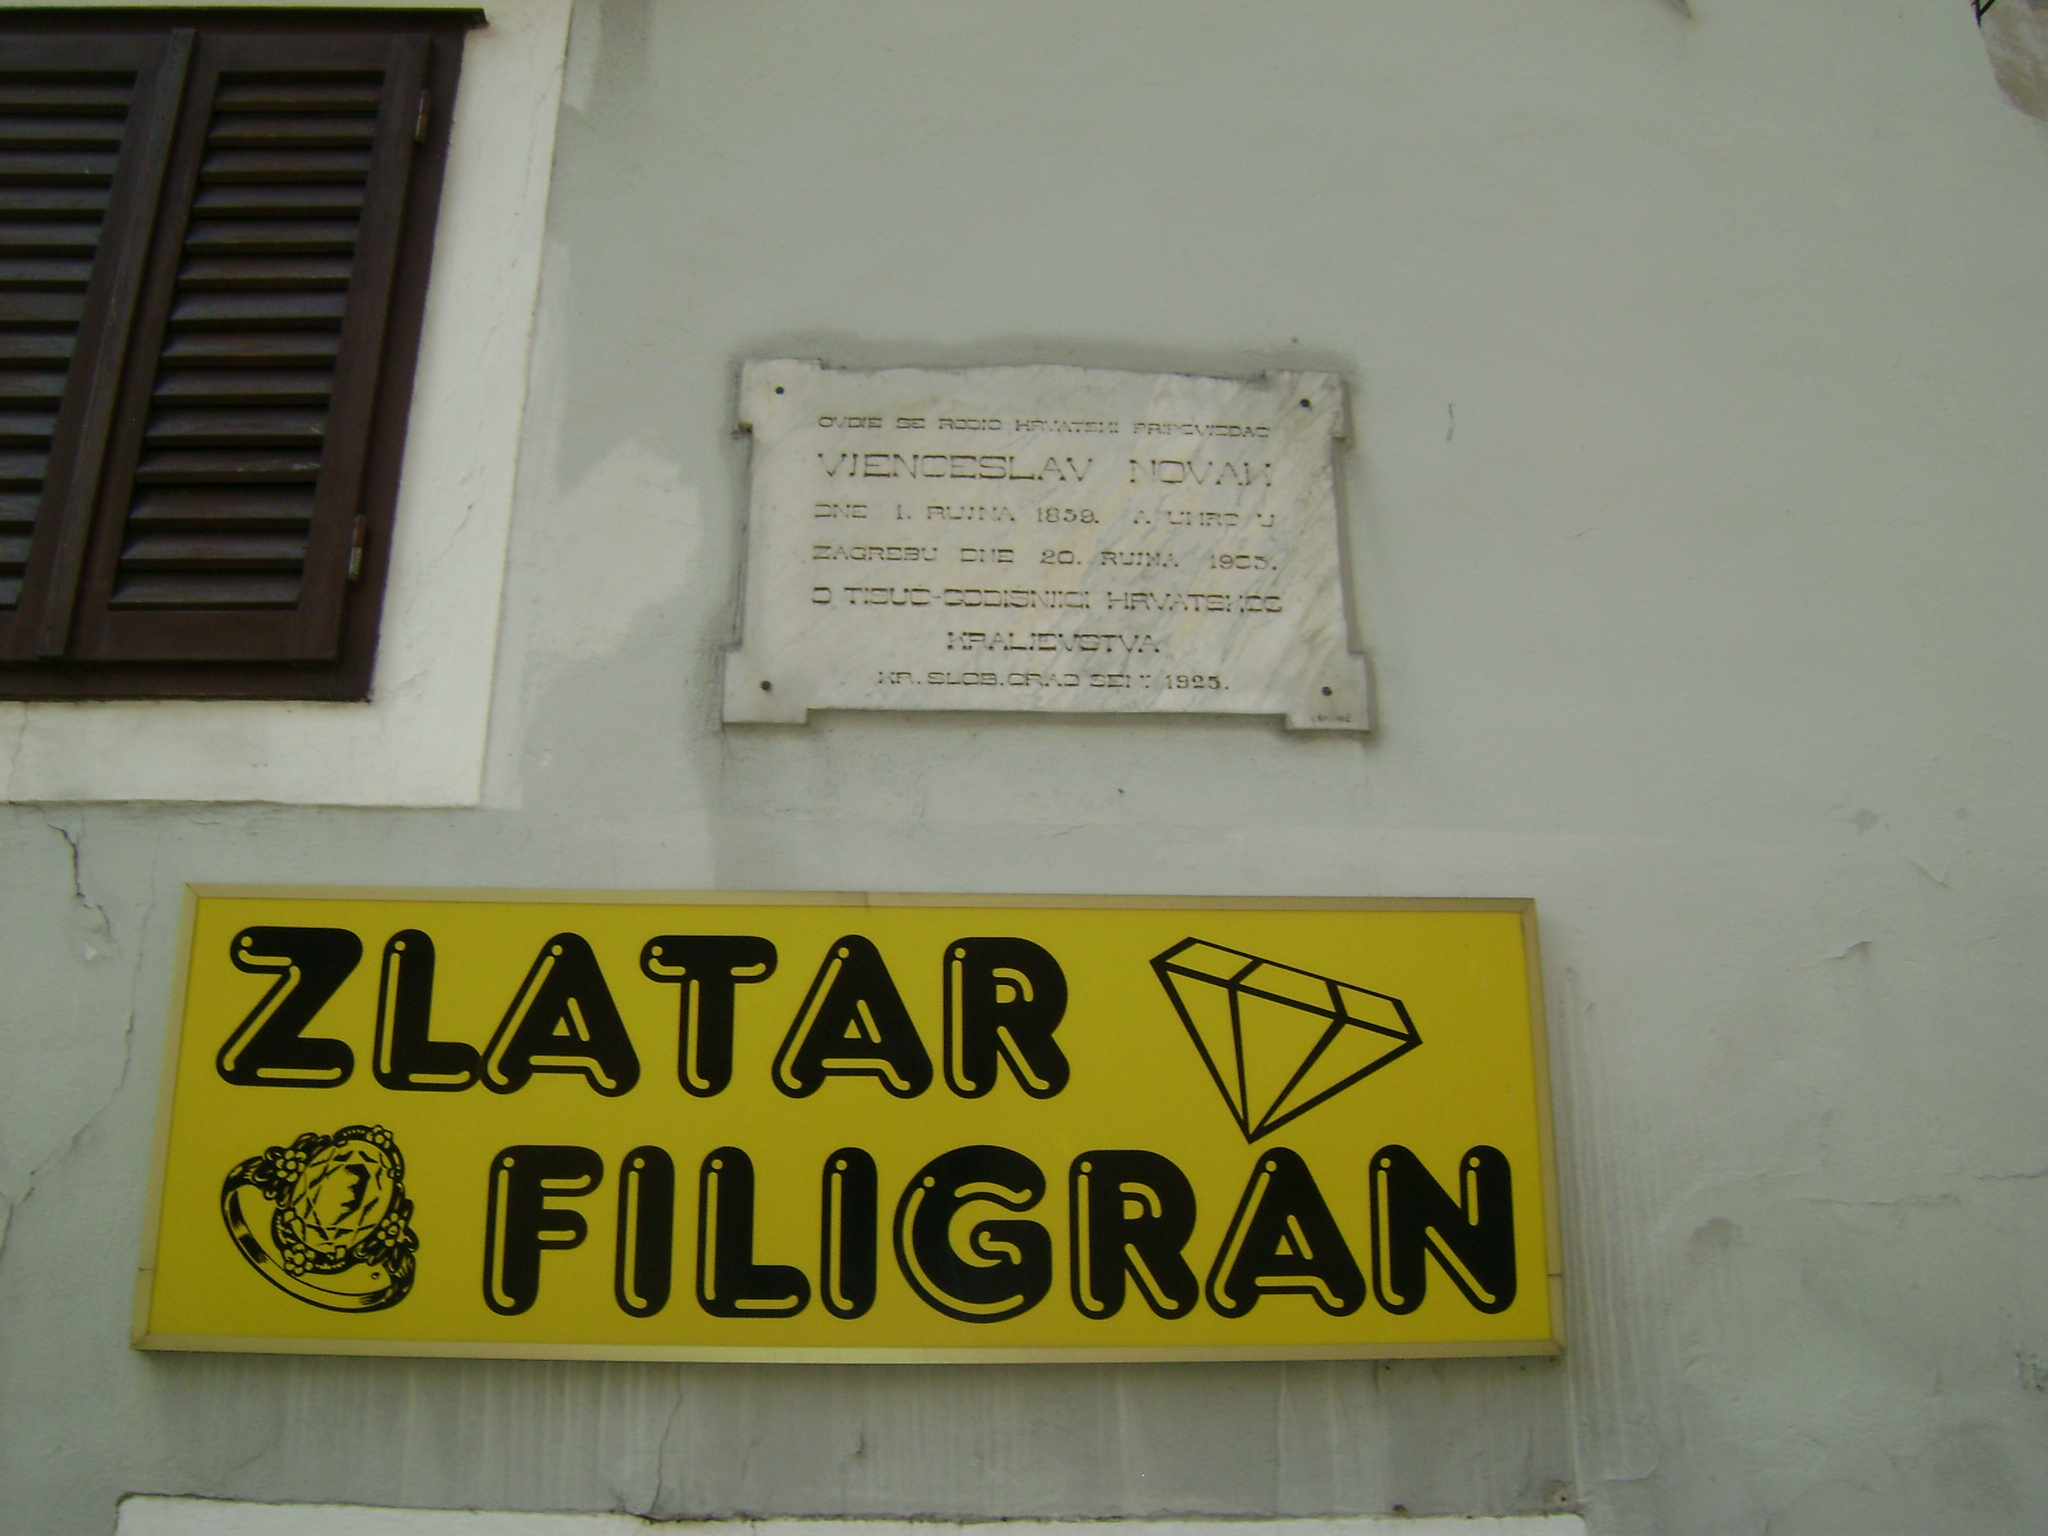 OVDJE SE RODIO HRVATSKI PRIPOVJEDAČ
VJENCESLAV NOVAK
DNE 1. RUJNA 1859. A UMRO U
ZAGREBU DNE 20. RUJNA 1905.
O TISUĆ-GODIŠNJICI HRVATSKOG
KRALJEVSTVA
KR. SLOB. GRAD SENJ 1925.
ZLATAR
FILIGRAN